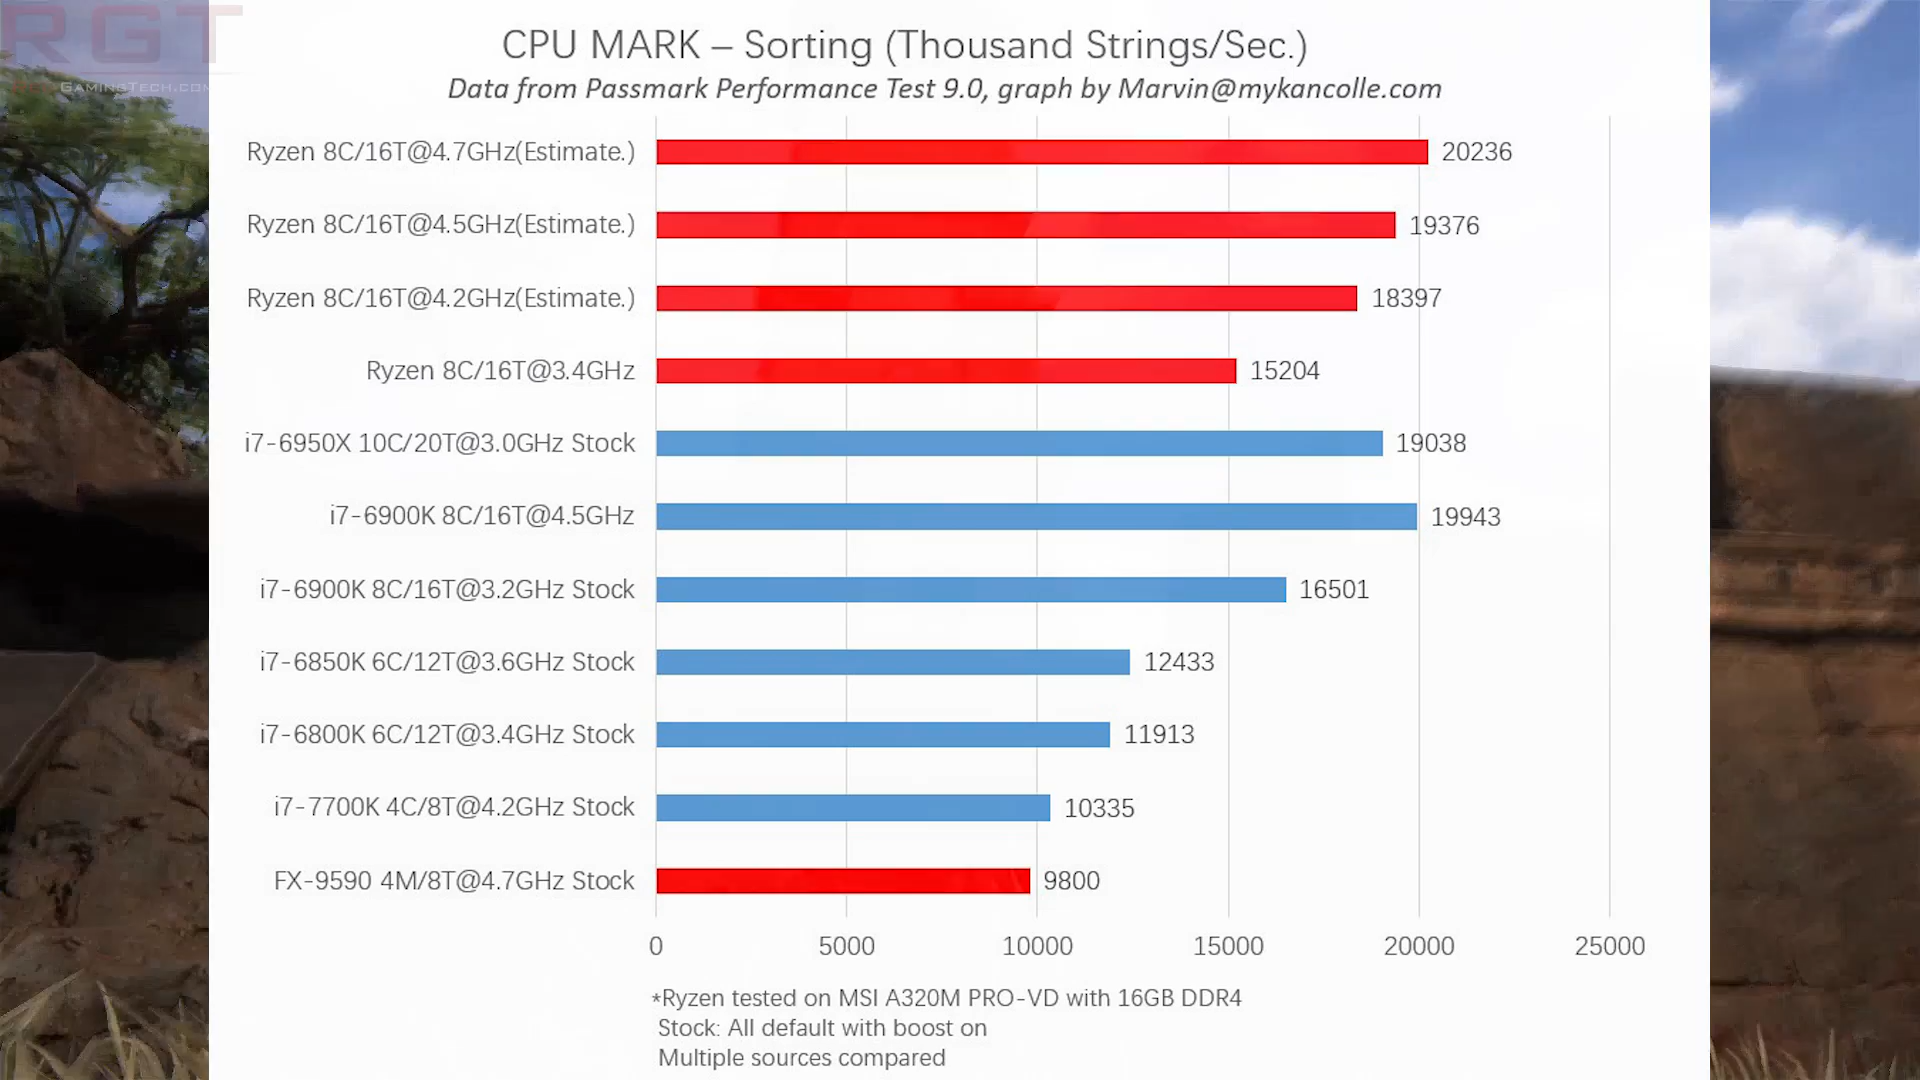 RGT
GAMINGTECH.COM
CPU MARK – Sorting (Thousand Strings/Sec.)
Data from Passmark Performance Test 9.0, graph by Marvin@mykancolle.com
Ryzen 8C/16T@4.7GHz(Estimate.) 20236
Ryzen 8C/16T@4.5GHz(Estimate.) 19376
Ryzen 8C/16T@4.2GHz(Estimate.) 18397
Ryzen 8C/16T@3.4GHz 15204
i7-6950X 10C/20T@3.0GHz Stock 19038
i7-6900K 8C/16T@4.5GHz 19943
i7-6900K 8C/16T@3.2GHz Stock 16501
i7-6850K 6C/12T@3.6GHz Stock 12433
i7-6800K 6C/12T@3.4GHz Stock 11913
i7-7700K 4C/8T@4.2GHz Stock 10335
FX-9590 4M/8T@4.7GHz Stock 9800
0 5000 10000 15000 20000 25000
*Ryzen tested on MSI A320M PRO-VD with 16GB DDR4
Stock: All default with boost on
Multiple sources compared